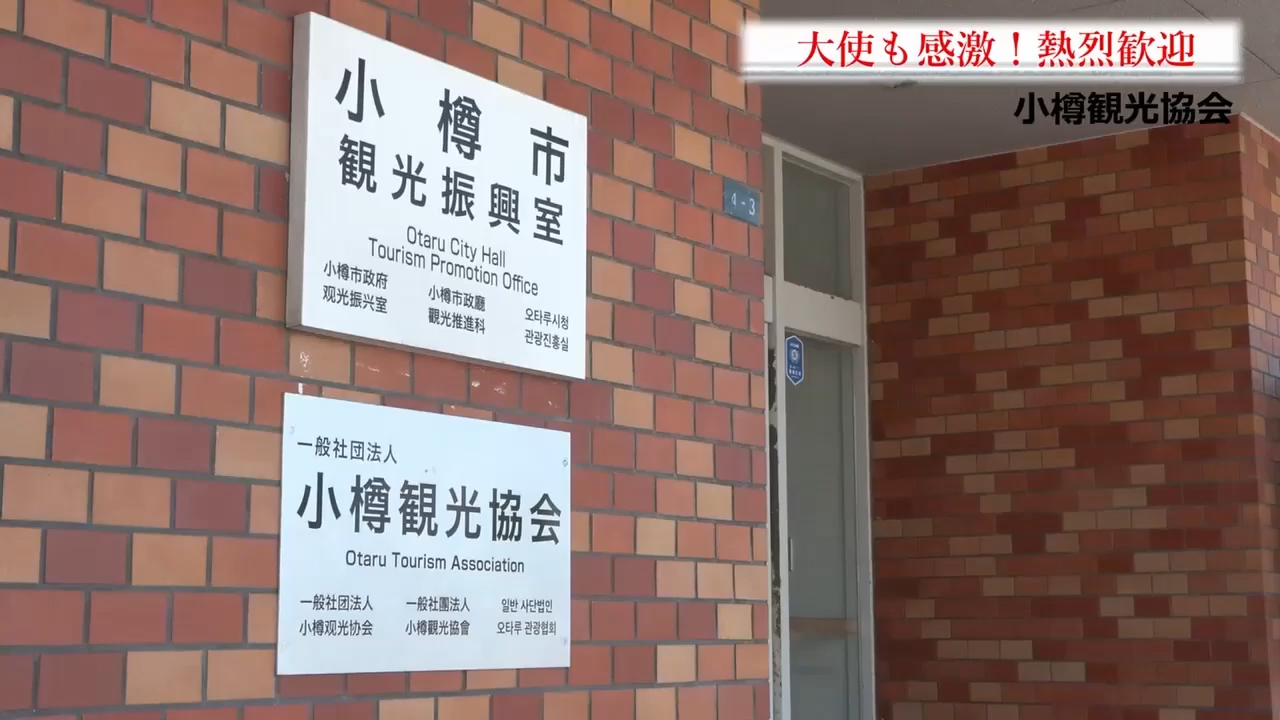 大使も感激！熱烈歓迎
小樽観光協会
小樽市
観光振興室
Otaru City Hall
Tourism Promotion Office
小樽市政府
观光振兴室
小樽市政廳
觀光推進科
오타루시청
관광진흥실
4-3
一般社団法人
小樽観光協会
Otaru Tourism Association
一般社团法人
小樽观光协会
一般社團法人
小樽觀光協會
일반 사단법인
오타루 관광협회